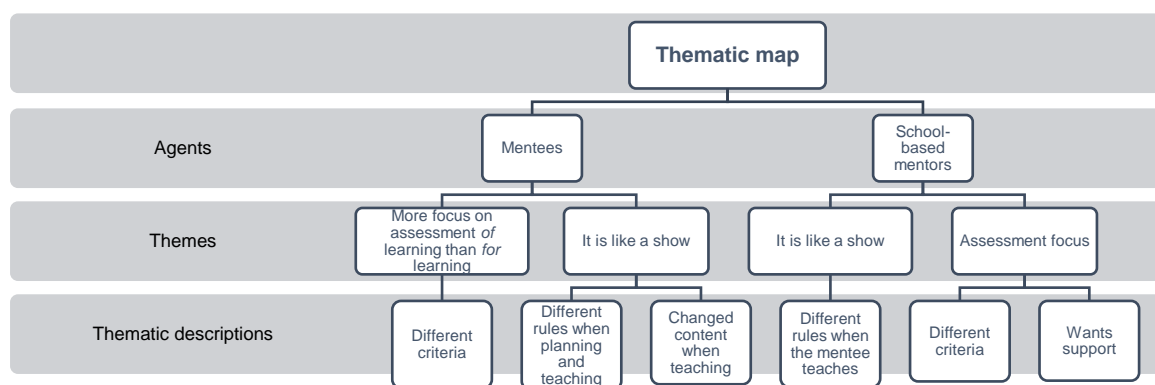 Thematic map
Agents
Mentees
School-
based
mentors
Themes
More focus on
assessment of
learning than for
learning
It is like a show
It is like a show
Assessment focus
Thematic descriptions
Different
criteria
Different
rules when
planning
and
teaching
Changed
content
when
teaching
Different
rules when
the mentee
teaches
Different
criteria
Wants
support